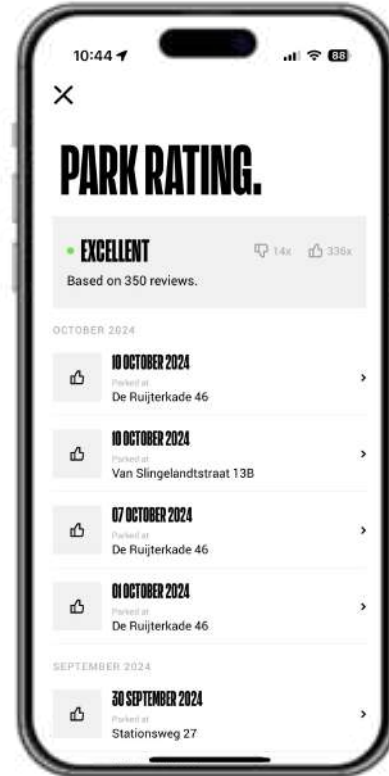 10:44
88
PARK RATING.
EXCELLENT
14x
336x
Based on 350 reviews.
OCTOBER 2024
10 OCTOBER 2024
Parked at
De Ruijterkade 46
10 OCTOBER 2024
Parked at
Van Slingelandtstraat 13B
07 OCTOBER 2024
Parked at
De Ruijterkade 46
01 OCTOBER 2024
Parked at
De Ruijterkade 46
SEPTEMBER 2024
30 SEPTEMBER 2024
Parked at
Stationsweg 27